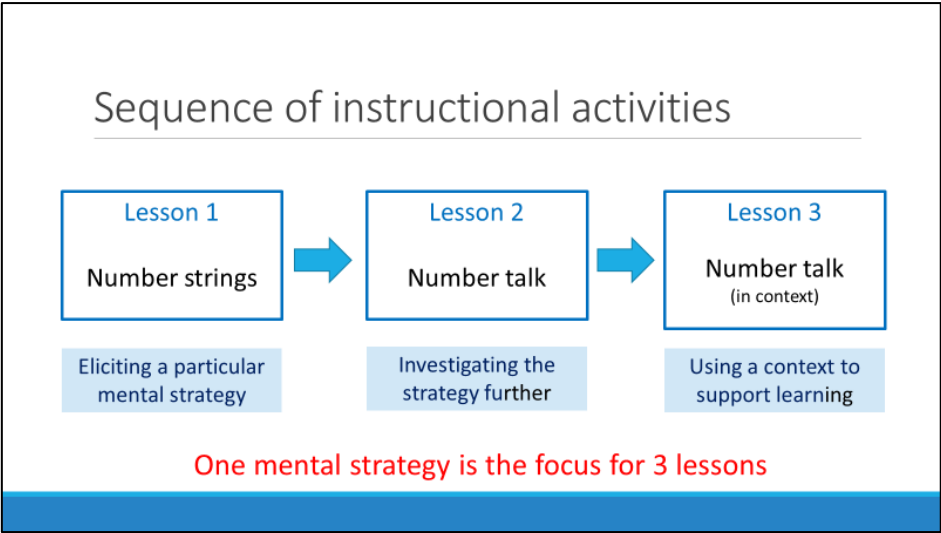 Sequence of instructional activities
Lesson 1
Number strings
Eliciting a particular
mental strategy
Lesson 2
Number talk
Investigating the
strategy further
Lesson 3
Number talk
(in context)
Using a context to
support learning
One mental strategy is the focus for 3 lessons